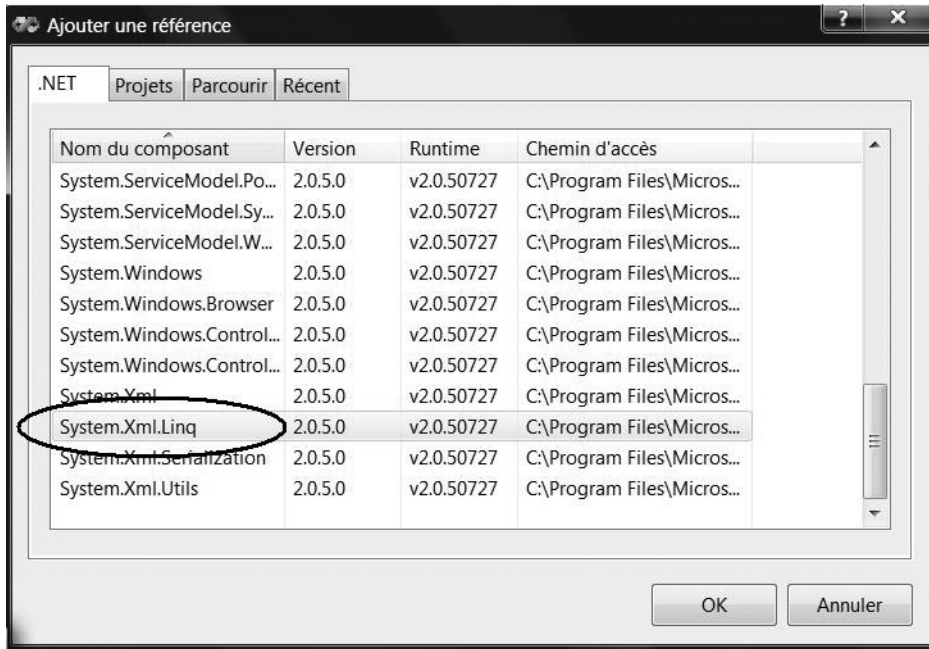 Ajouter une référence
? X
.NET Projets Parcourir Récent
Nom du composant Version Runtime Chemin d'accès
System.ServiceModel.Po... 2.0.5.0 v2.0.50727 C:\Program Files\Micros...
System.ServiceModel.Sy... 2.0.5.0 v2.0.50727 C:\Program Files\Micros...
System.ServiceModel.W... 2.0.5.0 v2.0.50727 C:\Program Files\Micros...
System.Windows 2.0.5.0 v2.0.50727 C:\Program Files\Micros...
System.Windows.Browser 2.0.5.0 v2.0.50727 C:\Program Files\Micros...
System.Windows.Control... 2.0.5.0 v2.0.50727 C:\Program Files\Micros...
System.Windows.Control... 2.0.5.0 v2.0.50727 C:\Program Files\Micros...
System.Xml 2.0.5.0 v2.0.50727 C:\Program Files\Micros...
System.Xml.Linq 2.0.5.0 v2.0.50727 C:\Program Files\Micros...
System.Xml.Serialization 2.0.5.0 v2.0.50727 C:\Program Files\Micros...
System.Xml.Utils 2.0.5.0 v2.0.50727 C:\Program Files\Micros...
OK Annuler